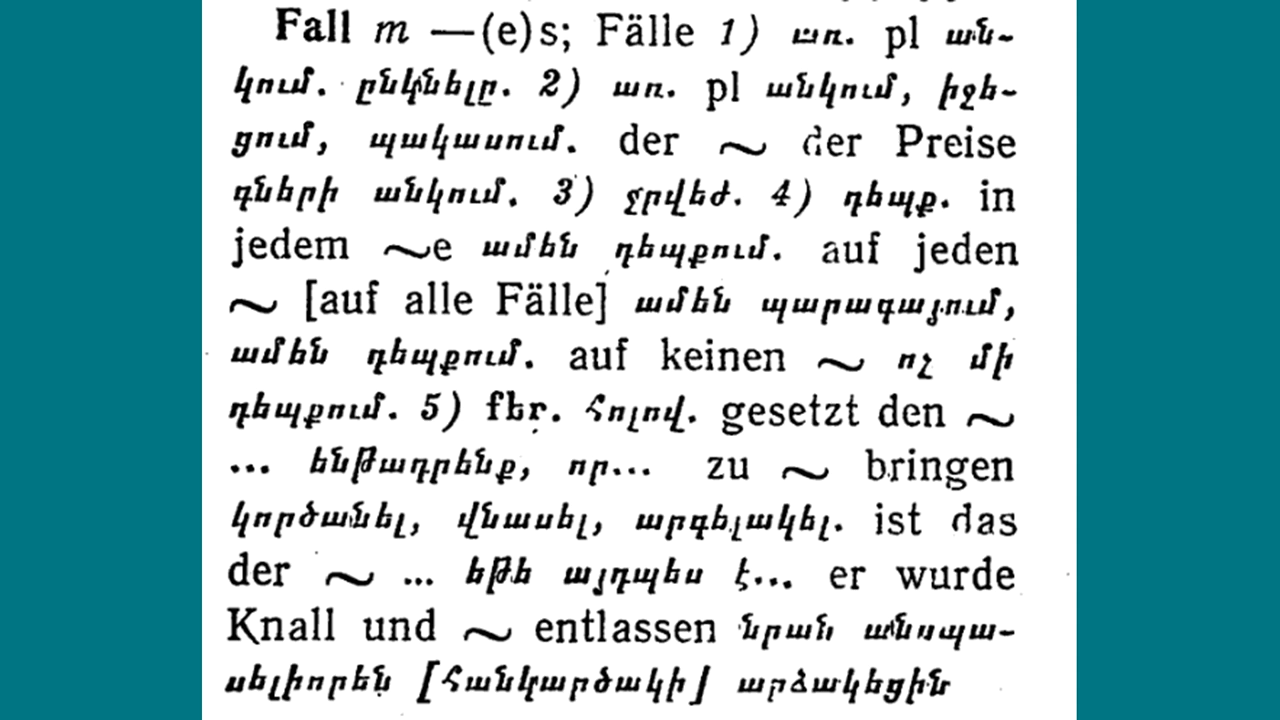 Fall m —(e)s; Fälle 1) առ. pl ան-
կում. ընկնելը. 2) առ. pl անկում, իջե-
ցում, պակասում. der ~ der Preise
գների անկում. 3) ջրվեժ. 4) դեպք. in
jedem ~e ամեն դեպքում. auf jeden
~ [auf alle Fälle] ամեն պարագայում,
ամեն դեպքում. auf keinen ~ ոչ մի
դեպքում. 5) քեր. հոլով. gesetzt den ~
... ենթադրենք, որ... zu ~ bringen
կործանել, վնասել, արգելակել. ist das
der ~ ... եթե այդպես է... er wurde
Knall und ~ entlassen նրան անսպա-
սելիորեն [հանկարծակի] արձակեցին